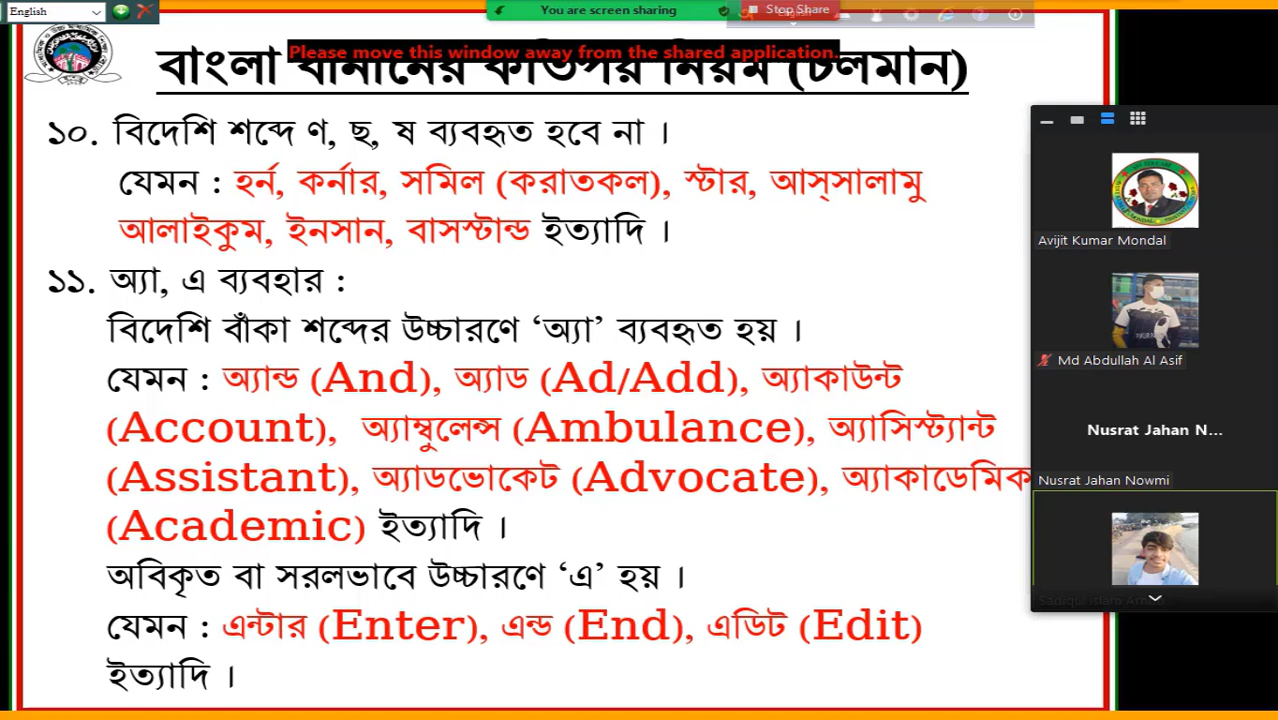 English
You are screen sharing
Stop Share
Please move this window away from the shared application.
বাংলা বানানের কতিপয় নিয়ম (চলমান)
১০. বিদেশি শব্দে ণ, ছ, ষ ব্যবহৃত হবে না ।
যেমন : হর্ন, কর্নার, সমিল (করাতকল), স্টার, আস্‌সালামু
আলাইকুম, ইনসান, বাসস্টান্ড ইত্যাদি ।
১১. অ্যা, এ ব্যবহার :
বিদেশি বাঁকা শব্দের উচ্চারণে ‘অ্যা’ ব্যবহৃত হয় ।
যেমন : অ্যান্ড (And), অ্যাড (Ad/Add), অ্যাকাউন্ট
(Account), অ্যাম্বুলেন্স (Ambulance), অ্যাসিস্ট্যান্ট
(Assistant), অ্যাডভোকেট (Advocate), অ্যাকাডেমিক
(Academic) ইত্যাদি ।
অবিকৃত বা সরলভাবে উচ্চারণে ‘এ’ হয় ।
যেমন : এন্টার (Enter), এন্ড (End), এডিট (Edit)
ইত্যাদি ।
Avijit Kumar Mondal
Md Abdullah Al Asif
Nusrat Jahan N...
Nusrat Jahan Nowmi